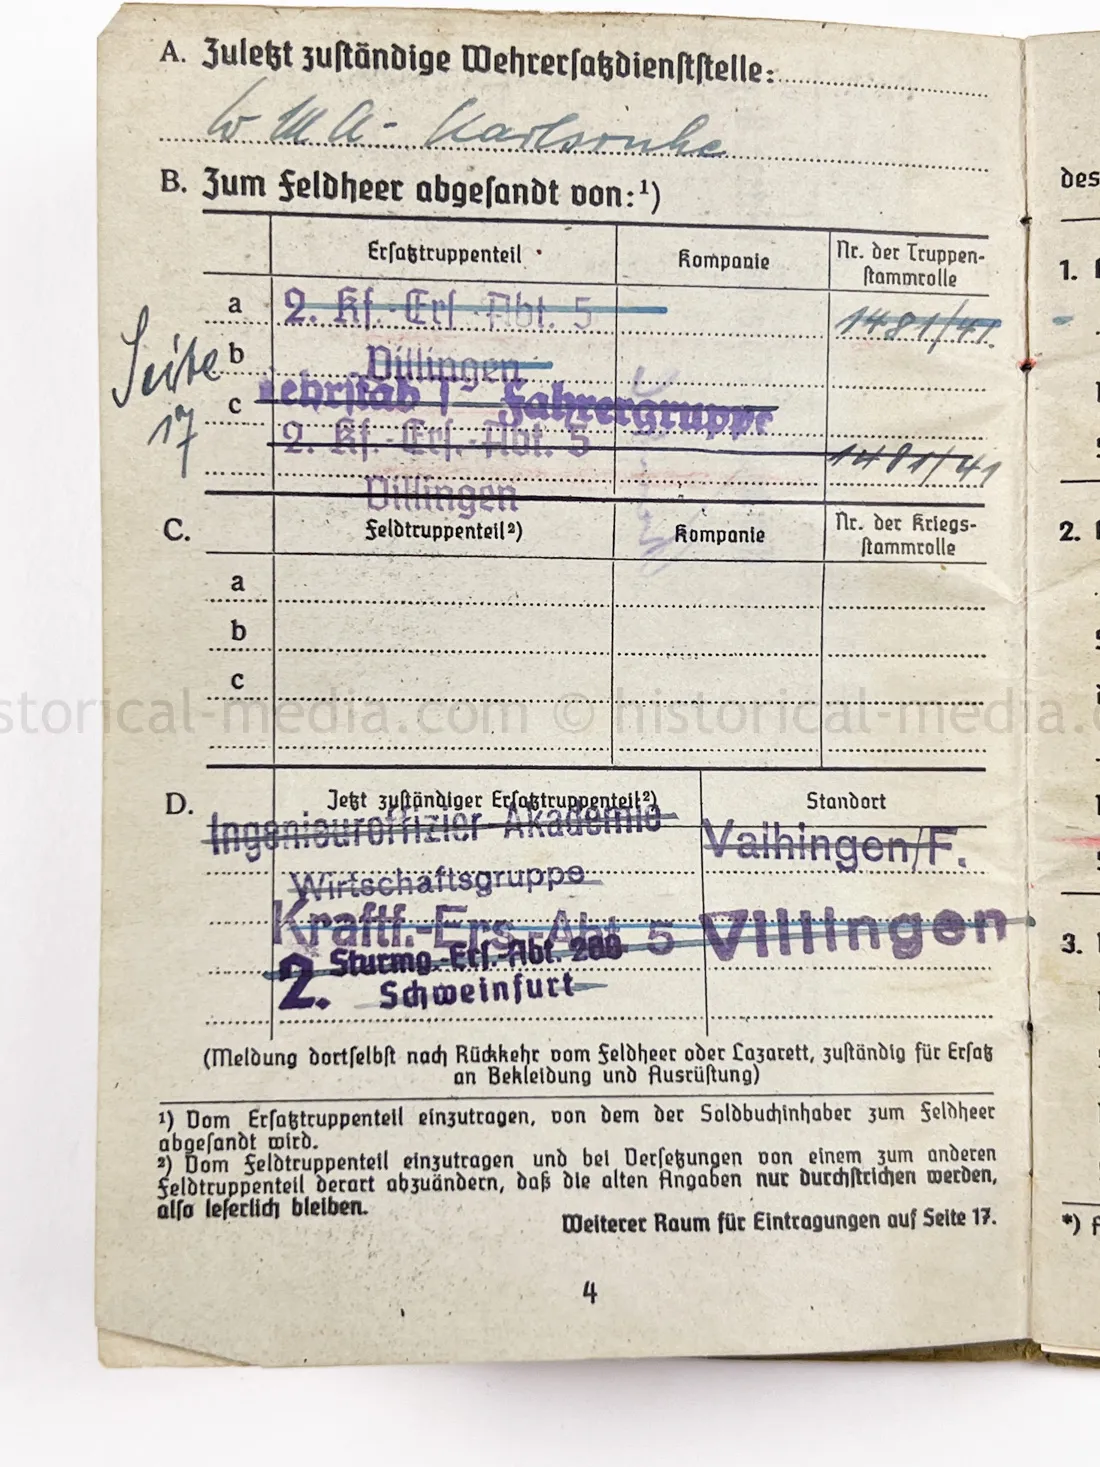 A. Zuletzt zuständige Wehrersatzdienststelle:
W M A - Karlsruhe
B. Zum Feldheer abgesandt von:¹)
Ersatztruppenteil Kompanie Nr. der Truppenstammrolle
a 2. Kf.-Ers.-Abt. 5 1481/41
b Villingen
c Lehrstab I Fahrergruppe
Seite 17
2. Kf.-Ers.-Abt. 5 1481/41
Villingen
C. Feldtruppenteil²) Kompanie Nr. der Kriegsstammrolle
a
b
c
D. Jetzt zuständiger Ersatztruppenteil²) Standort
Ingenieuroffizier-Akademie Vaihingen/F.
Wirtschaftsgruppe
Kraftf.-Ers.-Abt 5 Villingen
2. Sturmg.-Ers.-Abt. 200
Schweinfurt
(Meldung dortselbst nach Rückkehr vom Feldheer oder Lazarett, zuständig für Ersatz
an Bekleidung und Ausrüstung)
¹) Vom Ersatztruppenteil einzutragen, von dem der Soldbuchinhaber zum Feldheer
abgesandt wird.
²) Vom Feldtruppenteil einzutragen und bei Versetzungen von einem zum anderen
Feldtruppenteil derart abzuändern, daß die alten Angaben nur durchstrichen werden,
also leserlich bleiben.
Weiterer Raum für Eintragungen auf Seite 17.
4
des
1.
2.
3.
*)
historical-media.com © historical-media.com